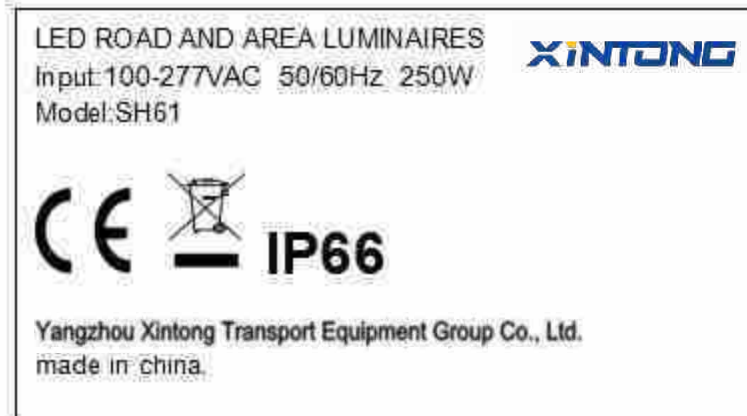 LED ROAD AND AREA LUMINAIRES
XINTONG
Input:100-277VAC 50/60Hz 250W
Model:SH61
CE
IP66
Yangzhou Xintong Transport Equipment Group Co., Ltd.
made in china.